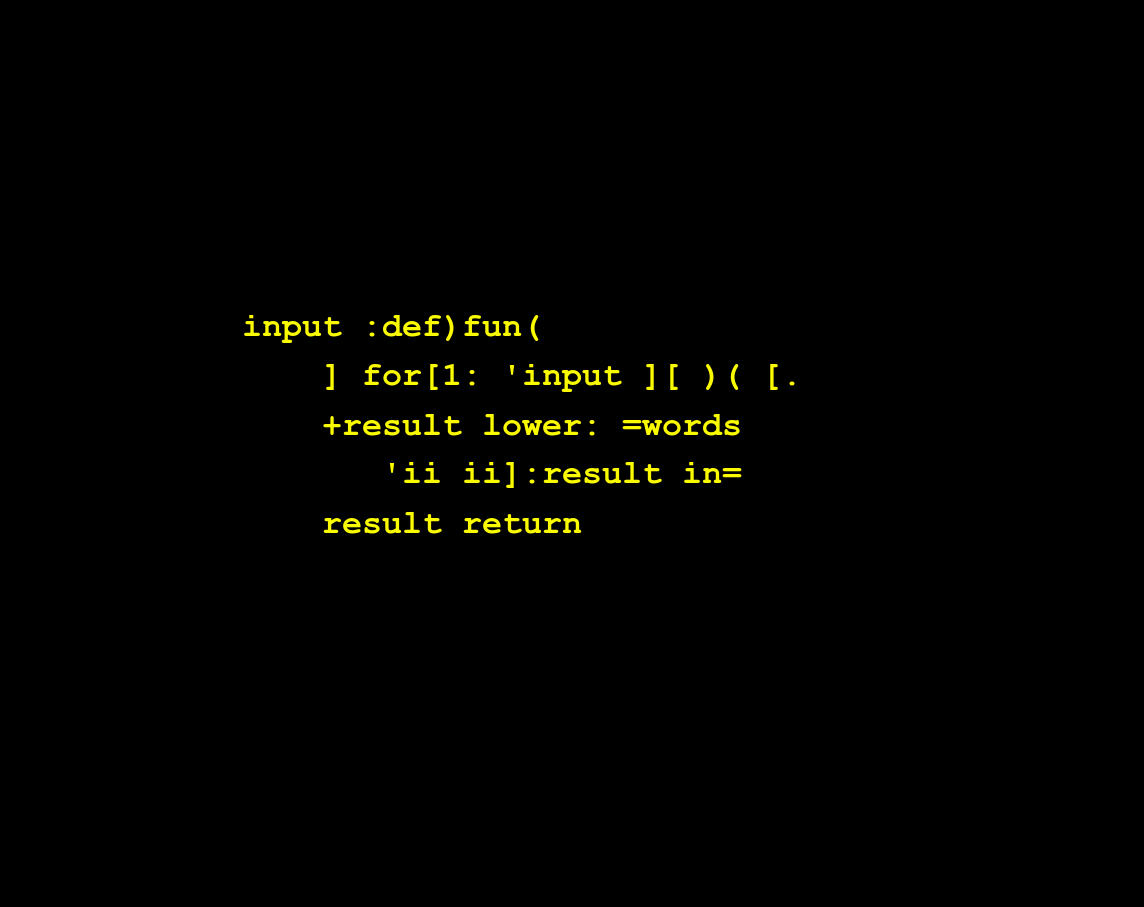 input :def)fun(
    ] for[1: 'input ][ )( [.
    +result lower: =words
       'ii ii]:result in=
    result return